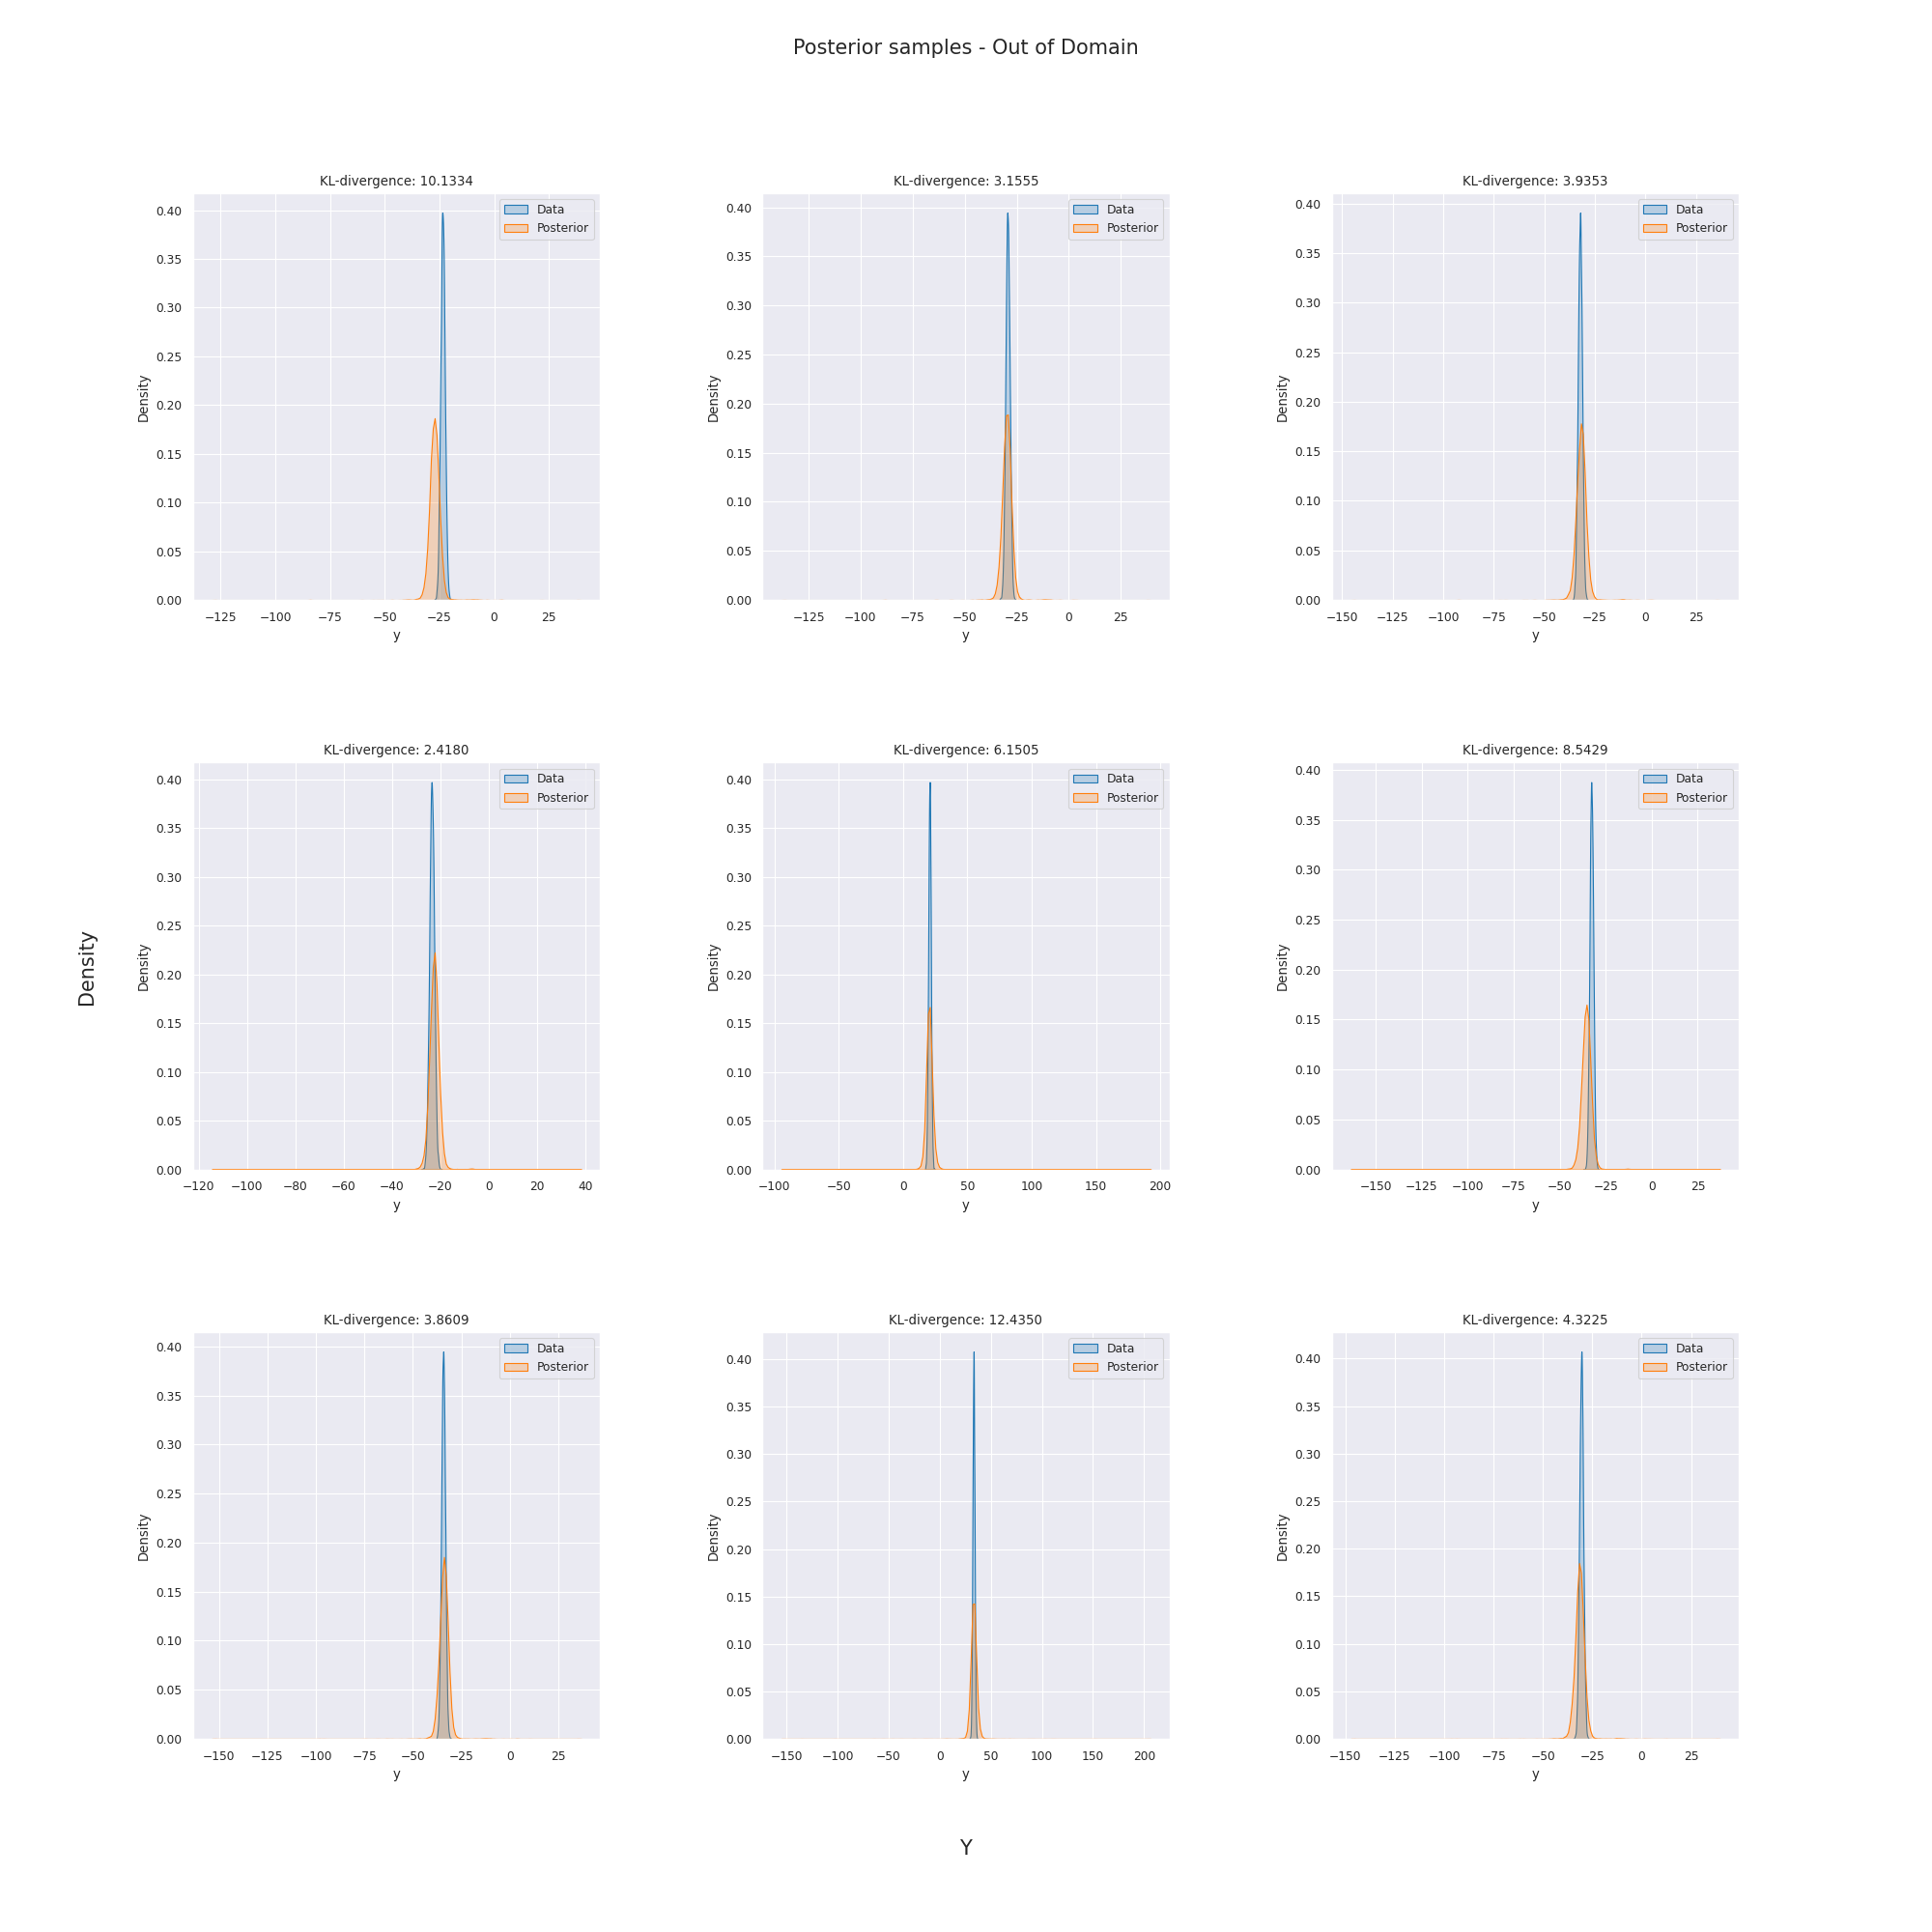 Posterior samples - Out of Domain
KL-divergence: 10.1334
Data
Posterior
0.40
0.35
0.30
0.25
0.20
0.15
0.10
0.05
0.00
Density
−125 −100 −75 −50 −25 0 25
y
KL-divergence: 3.1555
Data
Posterior
0.40
0.35
0.30
0.25
0.20
0.15
0.10
0.05
0.00
Density
−125 −100 −75 −50 −25 0 25
y
KL-divergence: 3.9353
Data
Posterior
0.40
0.35
0.30
0.25
0.20
0.15
0.10
0.05
0.00
Density
−150 −125 −100 −75 −50 −25 0 25
y
Density
KL-divergence: 2.4180
Data
Posterior
0.40
0.35
0.30
0.25
0.20
0.15
0.10
0.05
0.00
Density
−120 −100 −80 −60 −40 −20 0 20 40
y
KL-divergence: 6.1505
Data
Posterior
0.40
0.35
0.30
0.25
0.20
0.15
0.10
0.05
0.00
Density
−100 −50 0 50 100 150 200
y
KL-divergence: 8.5429
Data
Posterior
0.40
0.35
0.30
0.25
0.20
0.15
0.10
0.05
0.00
Density
−150 −125 −100 −75 −50 −25 0 25
y
KL-divergence: 3.8609
Data
Posterior
0.40
0.35
0.30
0.25
0.20
0.15
0.10
0.05
0.00
Density
−150 −125 −100 −75 −50 −25 0 25
y
KL-divergence: 12.4350
Data
Posterior
0.40
0.35
0.30
0.25
0.20
0.15
0.10
0.05
0.00
Density
−150 −100 −50 0 50 100 150 200
y
KL-divergence: 4.3225
Data
Posterior
0.40
0.35
0.30
0.25
0.20
0.15
0.10
0.05
0.00
Density
−150 −125 −100 −75 −50 −25 0 25
y
Y